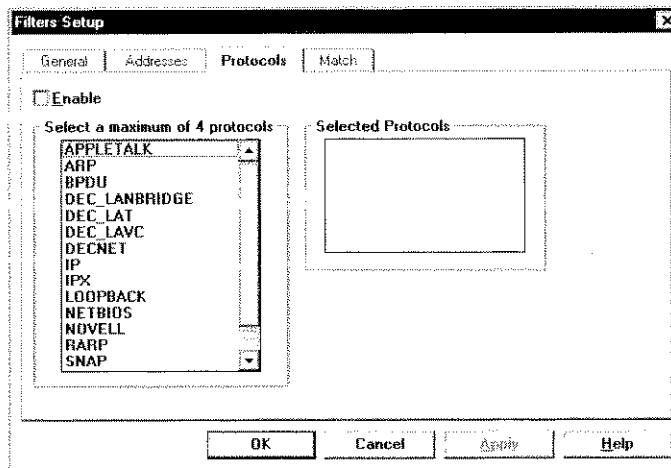 Filters Setup
General Addresses Protocols Match
Enable
Select a maximum of 4 protocols
APPLETALK
ARP
BPDU
DEC_LANBRIDGE
DEC_LAT
DEC_LAVC
DECNET
IP
IPX
LOOPBACK
NETBIOS
NOVELL
RARP
SNAP
Selected Protocols
OK Cancel Apply Help